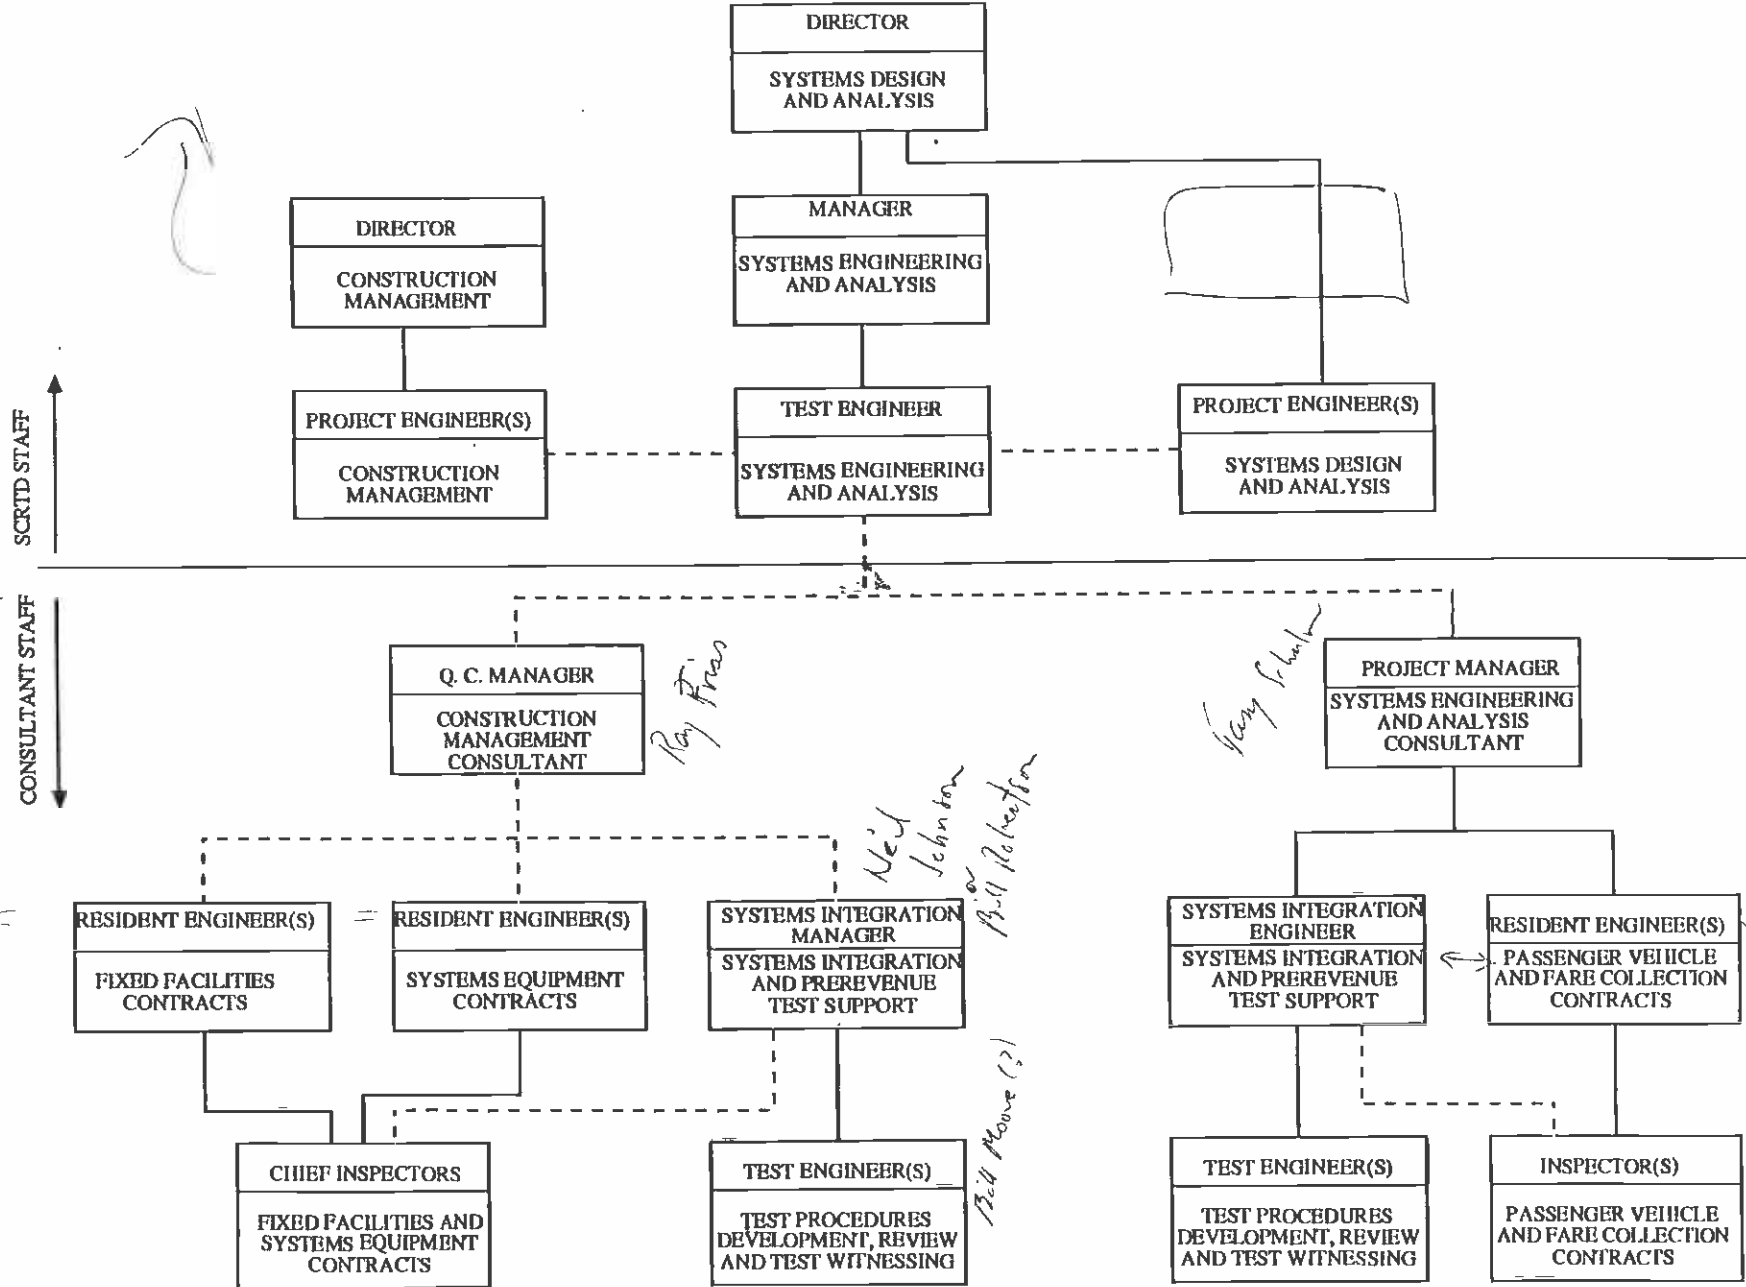 DIRECTOR
SYSTEMS DESIGN
AND ANALYSIS
DIRECTOR
CONSTRUCTION
MANAGEMENT
MANAGER
SYSTEMS ENGINEERING
AND ANALYSIS
SCRTD STAFF
PROJECT ENGINEER(S)
CONSTRUCTION
MANAGEMENT
TEST ENGINEER
SYSTEMS ENGINEERING
AND ANALYSIS
PROJECT ENGINEER(S)
SYSTEMS DESIGN
AND ANALYSIS
CONSULTANT STAFF
Q. C. MANAGER
CONSTRUCTION
MANAGEMENT
CONSULTANT
Ray Frias
Gary
PROJECT MANAGER
SYSTEMS ENGINEERING
AND ANALYSIS
CONSULTANT
Neil
Johnson
or
Bill Robertson
RESIDENT ENGINEER(S)
FIXED FACILITIES
CONTRACTS
RESIDENT ENGINEER(S)
SYSTEMS EQUIPMENT
CONTRACTS
SYSTEMS INTEGRATION
MANAGER
SYSTEMS INTEGRATION
AND PREREVENUE
TEST SUPPORT
SYSTEMS INTEGRATION
ENGINEER
SYSTEMS INTEGRATION
AND PREREVENUE
TEST SUPPORT
RESIDENT ENGINEER(S)
PASSENGER VEHICLE
AND FARE COLLECTION
CONTRACTS
CHIEF INSPECTORS
FIXED FACILITIES AND
SYSTEMS EQUIPMENT
CONTRACTS
TEST ENGINEER(S)
TEST PROCEDURES
DEVELOPMENT, REVIEW
AND TEST WITNESSING
Bill Moore (?)
TEST ENGINEER(S)
TEST PROCEDURES
DEVELOPMENT, REVIEW
AND TEST WITNESSING
INSPECTOR(S)
PASSENGER VEHICLE
AND FARE COLLECTION
CONTRACTS